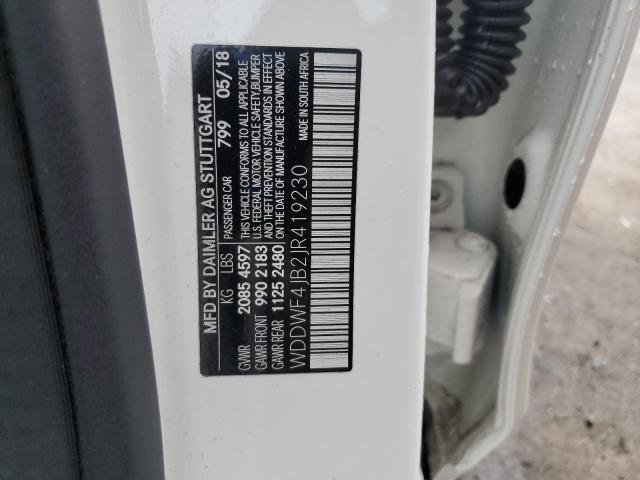 MFD BY DAIMLER AG STUTTGART
KG LBS PASSENGER CAR 799 05/18
GVWR 2085 4597 THIS VEHICLE CONFORMS TO ALL APPLICABLE
GAWR FRONT 990 2183 U.S. FEDERAL MOTOR VEHICLE SAFETY,BUMPER
GAWR REAR 1125 2480 AND THEFT PREVENTION STANDARDS IN EFFECT
ON THE DATE OF MANUFACTURE SHOWN ABOVE
WDDWF4JB2JR419230 MADE IN SOUTH AFRICA